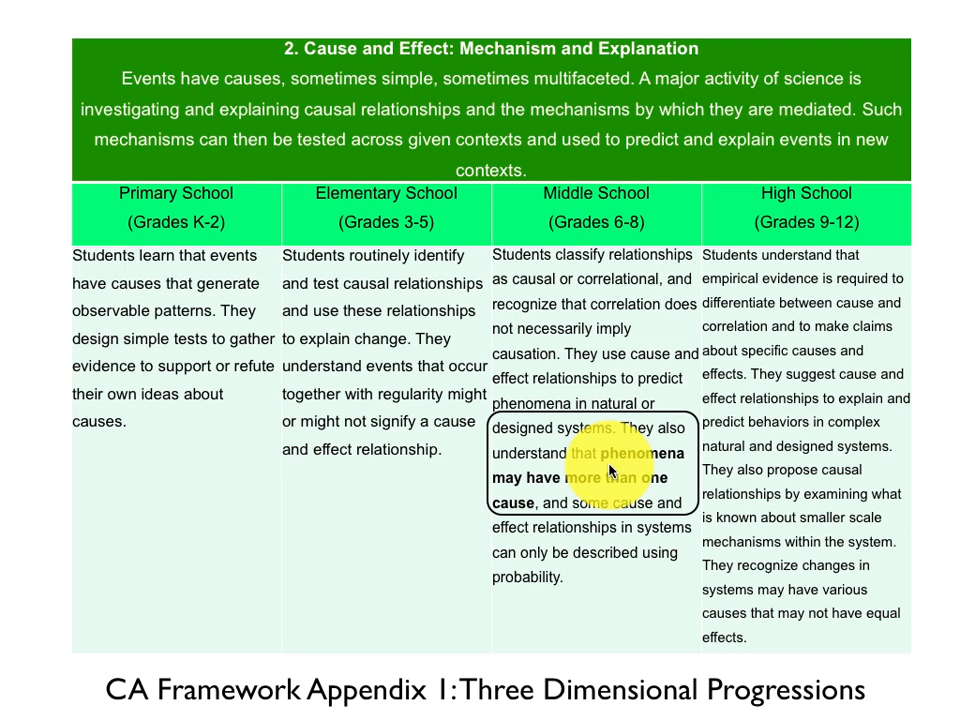 2. Cause and Effect: Mechanism and Explanation
Events have causes, sometimes simple, sometimes multifaceted. A major activity of science is
investigating and explaining causal relationships and the mechanisms by which they are mediated. Such
mechanisms can then be tested across given contexts and used to predict and explain events in new
contexts.
Primary School
(Grades K-2)
Elementary School
(Grades 3-5)
Middle School
(Grades 6-8)
High School
(Grades 9-12)
Students learn that events
have causes that generate
observable patterns. They
design simple tests to gather
evidence to support or refute
their own ideas about
causes.
Students routinely identify
and test causal relationships
and use these relationships
to explain change. They
understand events that occur
together with regularity might
or might not signify a cause
and effect relationship.
Students classify relationships
as causal or correlational, and
recognize that correlation does
not necessarily imply
causation. They use cause and
effect relationships to predict
phenomena in natural or
designed systems. They also
understand that phenomena
may have more than one
cause, and some cause and
effect relationships in systems
can only be described using
probability.
Students understand that
empirical evidence is required to
differentiate between cause and
correlation and to make claims
about specific causes and
effects. They suggest cause and
effect relationships to explain and
predict behaviors in complex
natural and designed systems.
They also propose causal
relationships by examining what
is known about smaller scale
mechanisms within the system.
They recognize changes in
systems may have various
causes that may not have equal
effects.
CA Framework Appendix 1: Three Dimensional Progressions